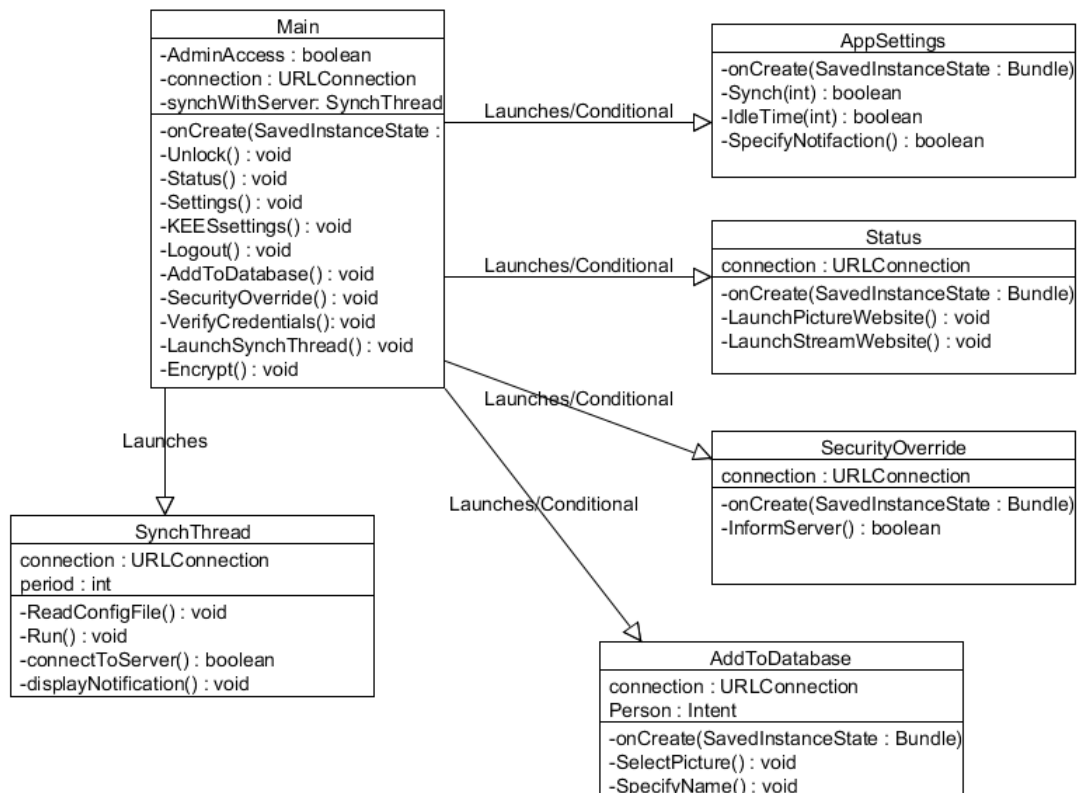 Main
-AdminAccess : boolean
-connection : URLConnection
-synchWithServer: SynchThread
-onCreate(SavedInstanceState :
-Unlock() : void
-Status() : void
-Settings() : void
-KEESsettings() : void
-Logout() : void
-AddToDatabase() : void
-SecurityOverride() : void
-VerifyCredentials(): void
-LaunchSynchThread() : void
-Encrypt() : void
Launches/Conditional
AppSettings
-onCreate(SavedInstanceState : Bundle)
-Synch(int) : boolean
-IdleTime(int) : boolean
-SpecifyNotifaction() : boolean
Launches/Conditional
Status
connection : URLConnection
-onCreate(SavedInstanceState : Bundle)
-LaunchPictureWebsite() : void
-LaunchStreamWebsite() : void
Launches/Conditional
SecurityOverride
connection : URLConnection
-onCreate(SavedInstanceState : Bundle)
-InformServer() : boolean
Launches
SynchThread
connection : URLConnection
period : int
-ReadConfigFile() : void
-Run() : void
-connectToServer() : boolean
-displayNotification() : void
Launches/Conditional
AddToDatabase
connection : URLConnection
Person : Intent
-onCreate(SavedInstanceState : Bundle)
-SelectPicture() : void
-SpecifyName() : void